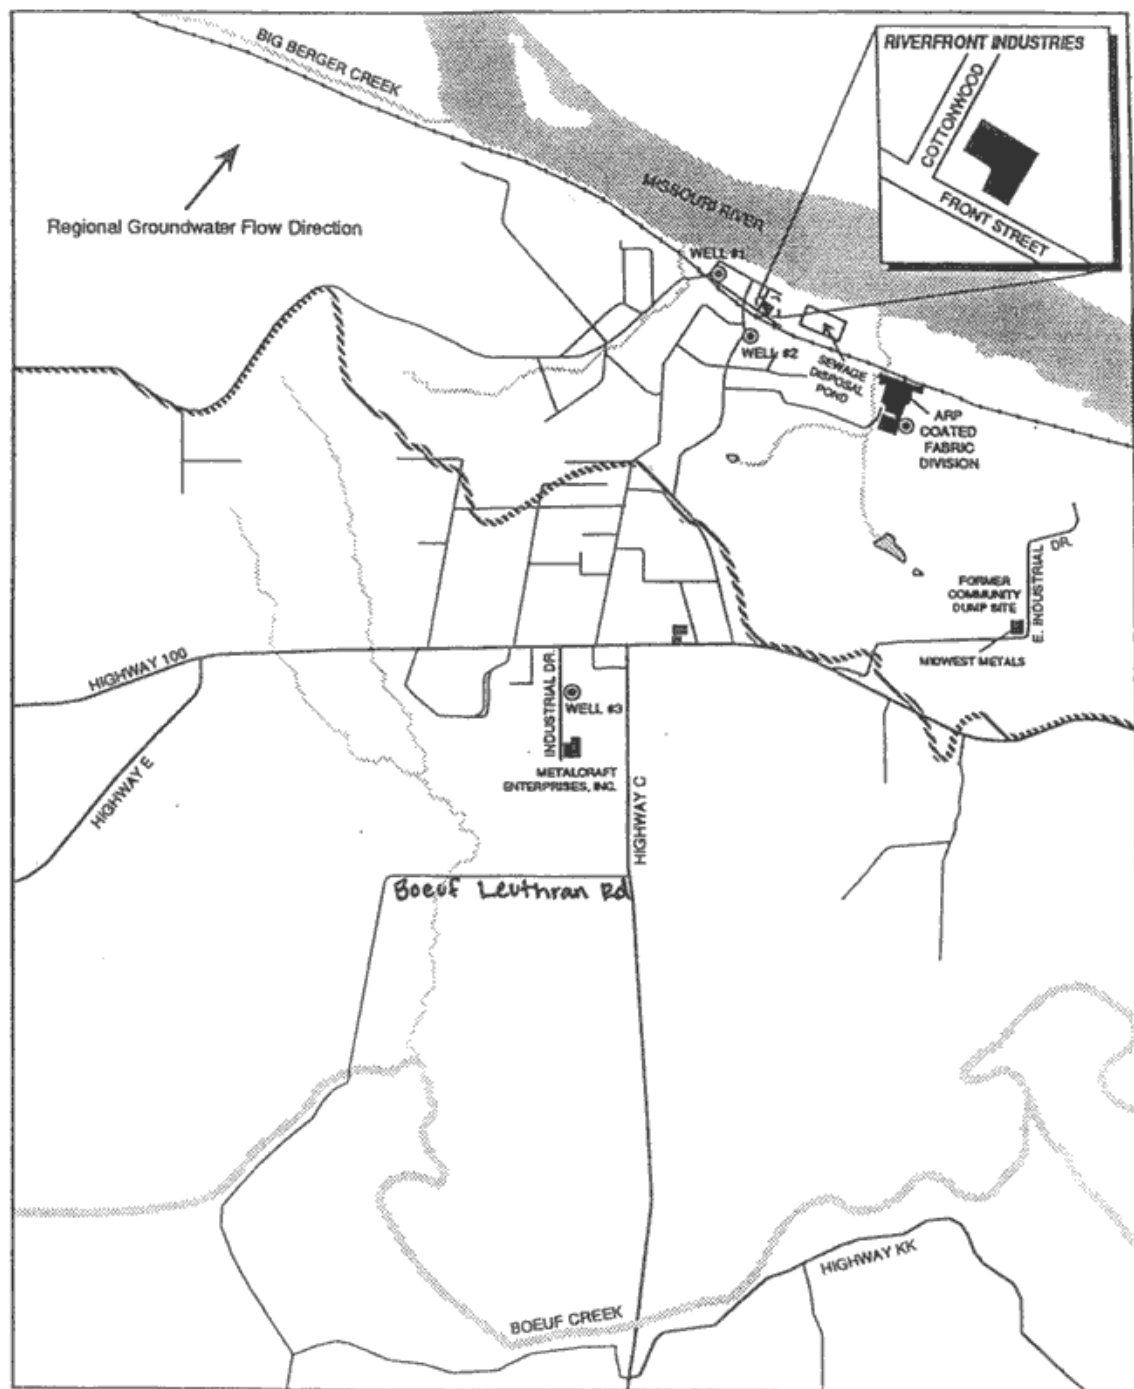 BIG BERGER CREEK
RIVERFRONT INDUSTRIES
COTTONWOOD
FRONT STREET
MISSOURI RIVER
Regional Groundwater Flow Direction
WELL #1
WELL #2
SEWAGE
DISPOSAL
POND
ARP
COATED
FABRIC
DIVISION
FORMER
COMMUNITY
DUMP SITE
E. INDUSTRIAL
DR.
MIDWEST METALS
HIGHWAY 100
HIGHWAY E
INDUSTRIAL DR.
WELL #3
METALCRAFT
ENTERPRISES, INC.
HIGHWAY C
Boeuf Leuthran Rd
HIGHWAY KK
BOEUF CREEK